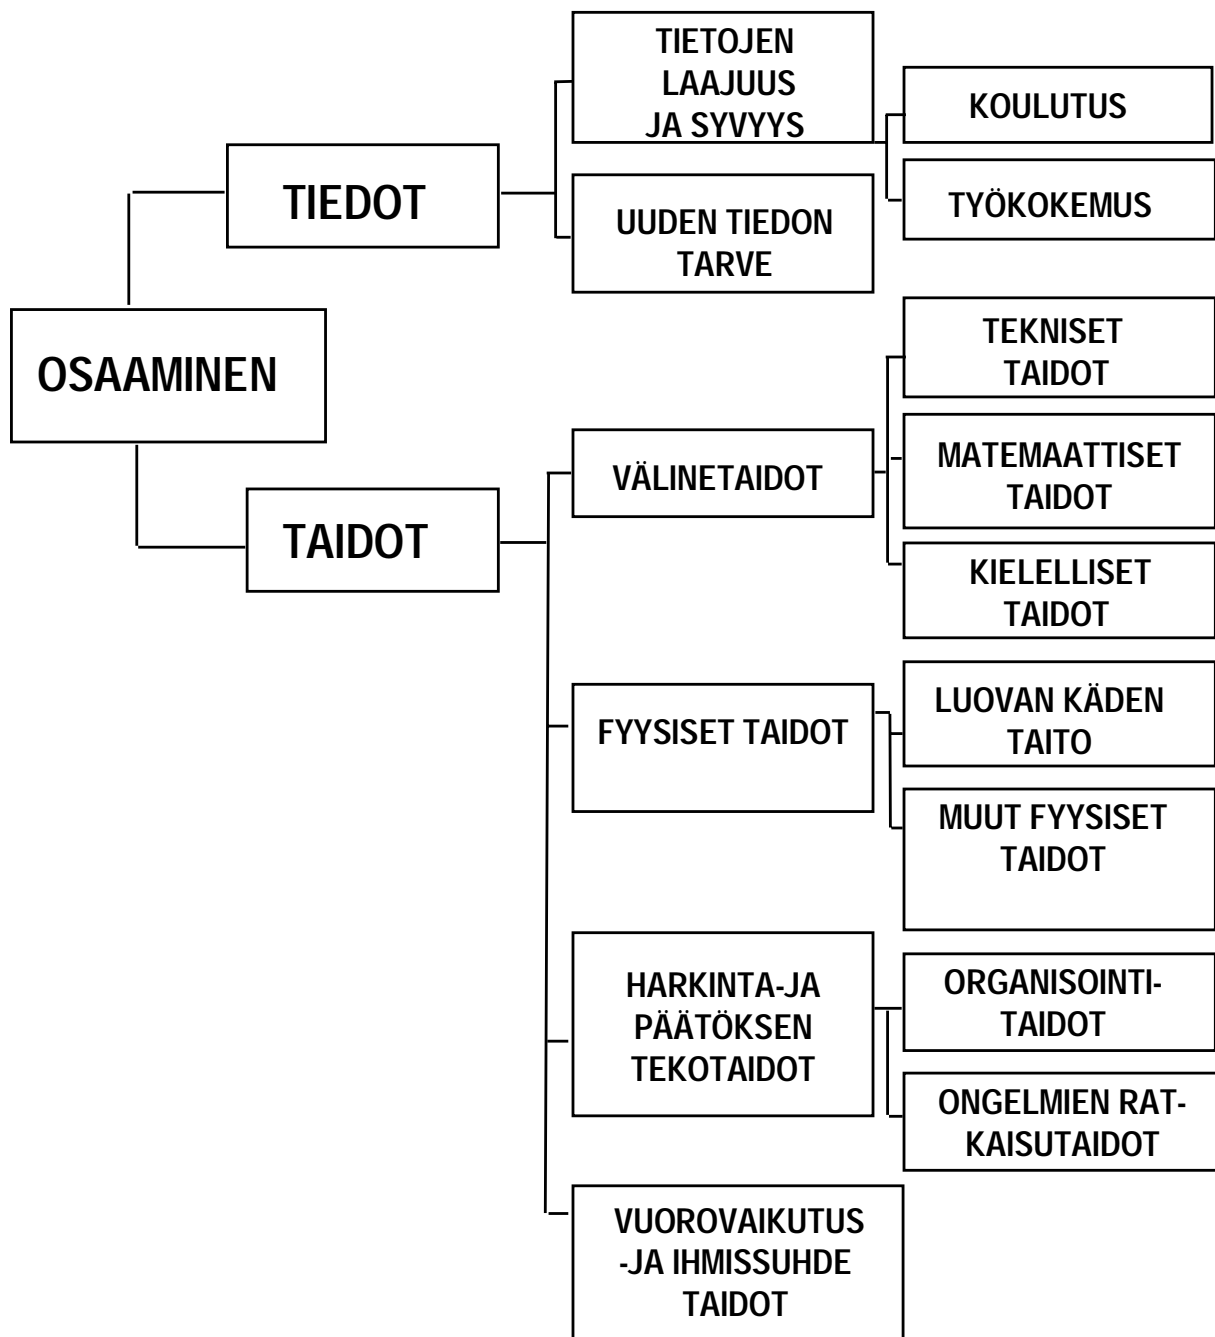 TIETOJEN
LAAJUUS
JA SYVYYS
KOULUTUS
TIEDOT
TYÖKOKEMUS
UUDEN TIEDON
TARVE
OSAAMINEN
TEKNISET
TAIDOT
VÄLINETAIDOT
MATEMAATTISET
TAIDOT
TAIDOT
KIELELLISET
TAIDOT
FYYSISET TAIDOT
LUOVAN KÄDEN
TAITO
MUUT FYYSISET
TAIDOT
HARKINTA-JA
PÄÄTÖKSEN
TEKOTAIDOT
ORGANISOINTI-
TAIDOT
ONGELMIEN RAT-
KAISUTAIDOT
VUOROVAIKUTUS
-JA IHMISSUHDE
TAIDOT